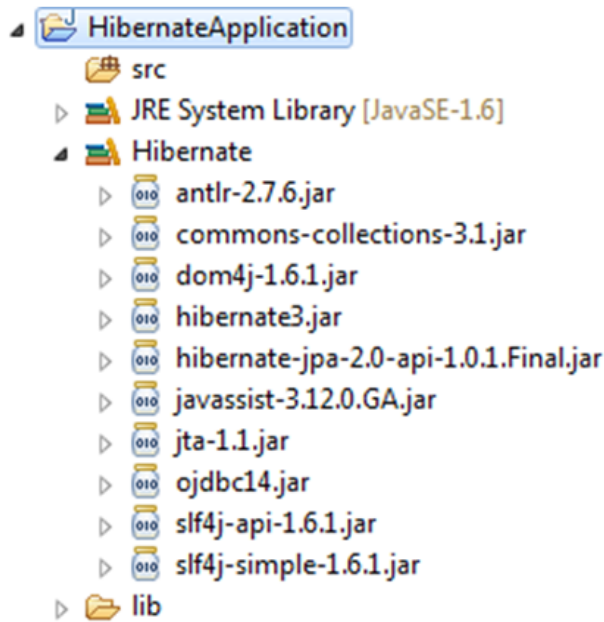 HibernateApplication
src
JRE System Library [JavaSE-1.6]
Hibernate
antlr-2.7.6.jar
commons-collections-3.1.jar
dom4j-1.6.1.jar
hibernate3.jar
hibernate-jpa-2.0-api-1.0.1.Final.jar
javassist-3.12.0.GA.jar
jta-1.1.jar
ojdbc14.jar
slf4j-api-1.6.1.jar
slf4j-simple-1.6.1.jar
lib